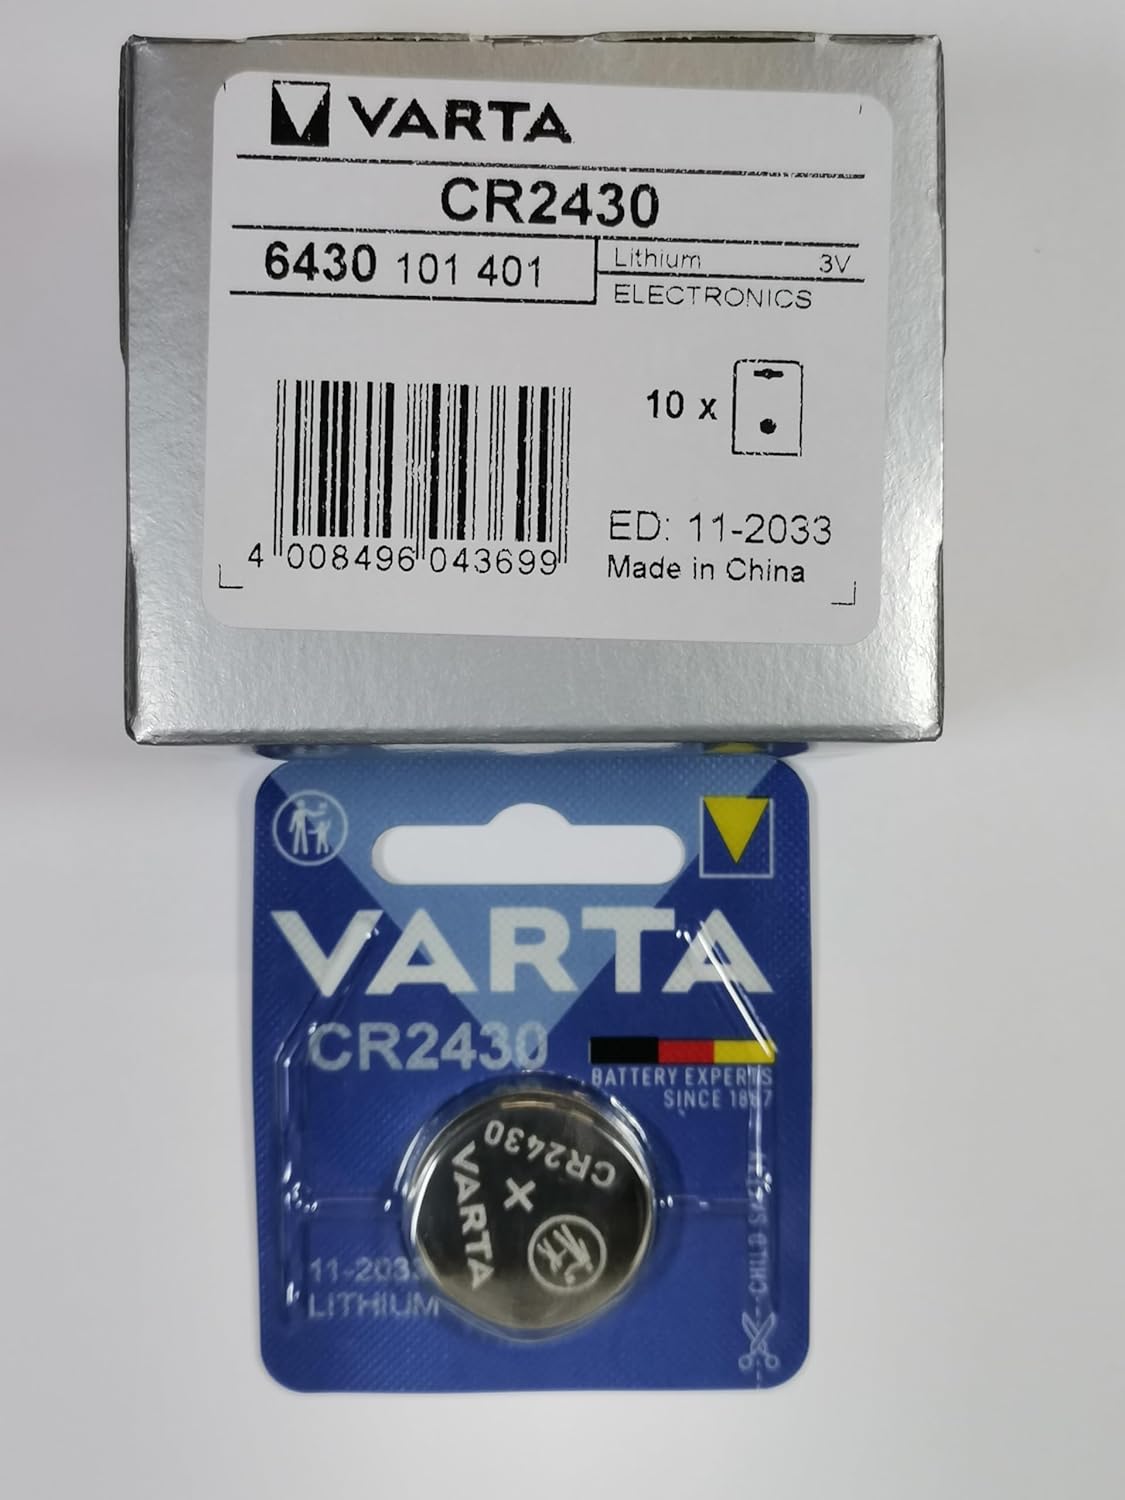 VARTA
CR2430
6430 101 401
Lithium 3V
ELECTRONICS
10 x
4 008496 043699
ED: 11-2033
Made in China
VARTA
CR2430
BATTERY EXPERTS
SINCE 1887
CR2430
+
VARTA
11-2033
LITHIUM
CHILD SAFETY